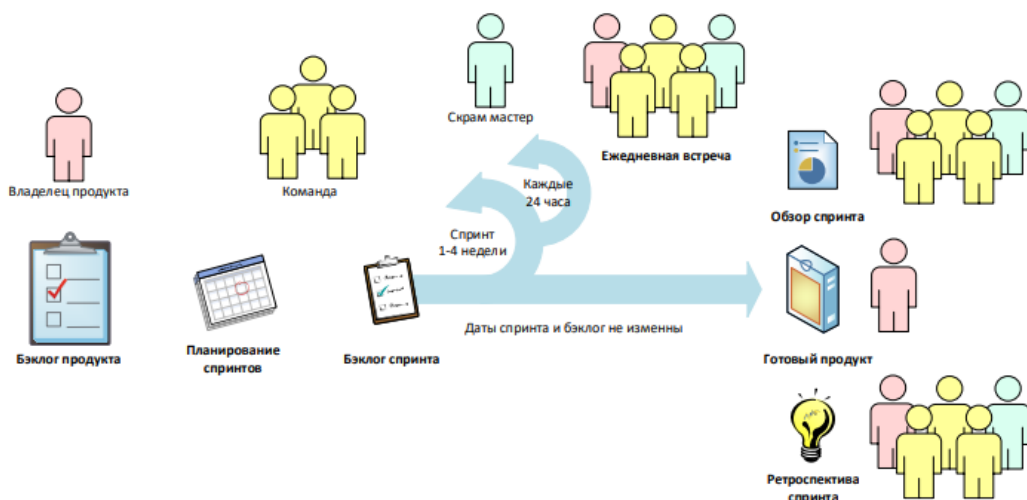 Скрам мастер
Ежедневная встреча
Владелец продукта
Команда
Каждые
24 часа
Обзор спринта
Спринт
1-4 недели
Даты спринта и бэклог не изменны
Бэклог продукта
Планирование
спринтов
Бэклог спринта
Готовый продукт
Ретроспектива
спринта